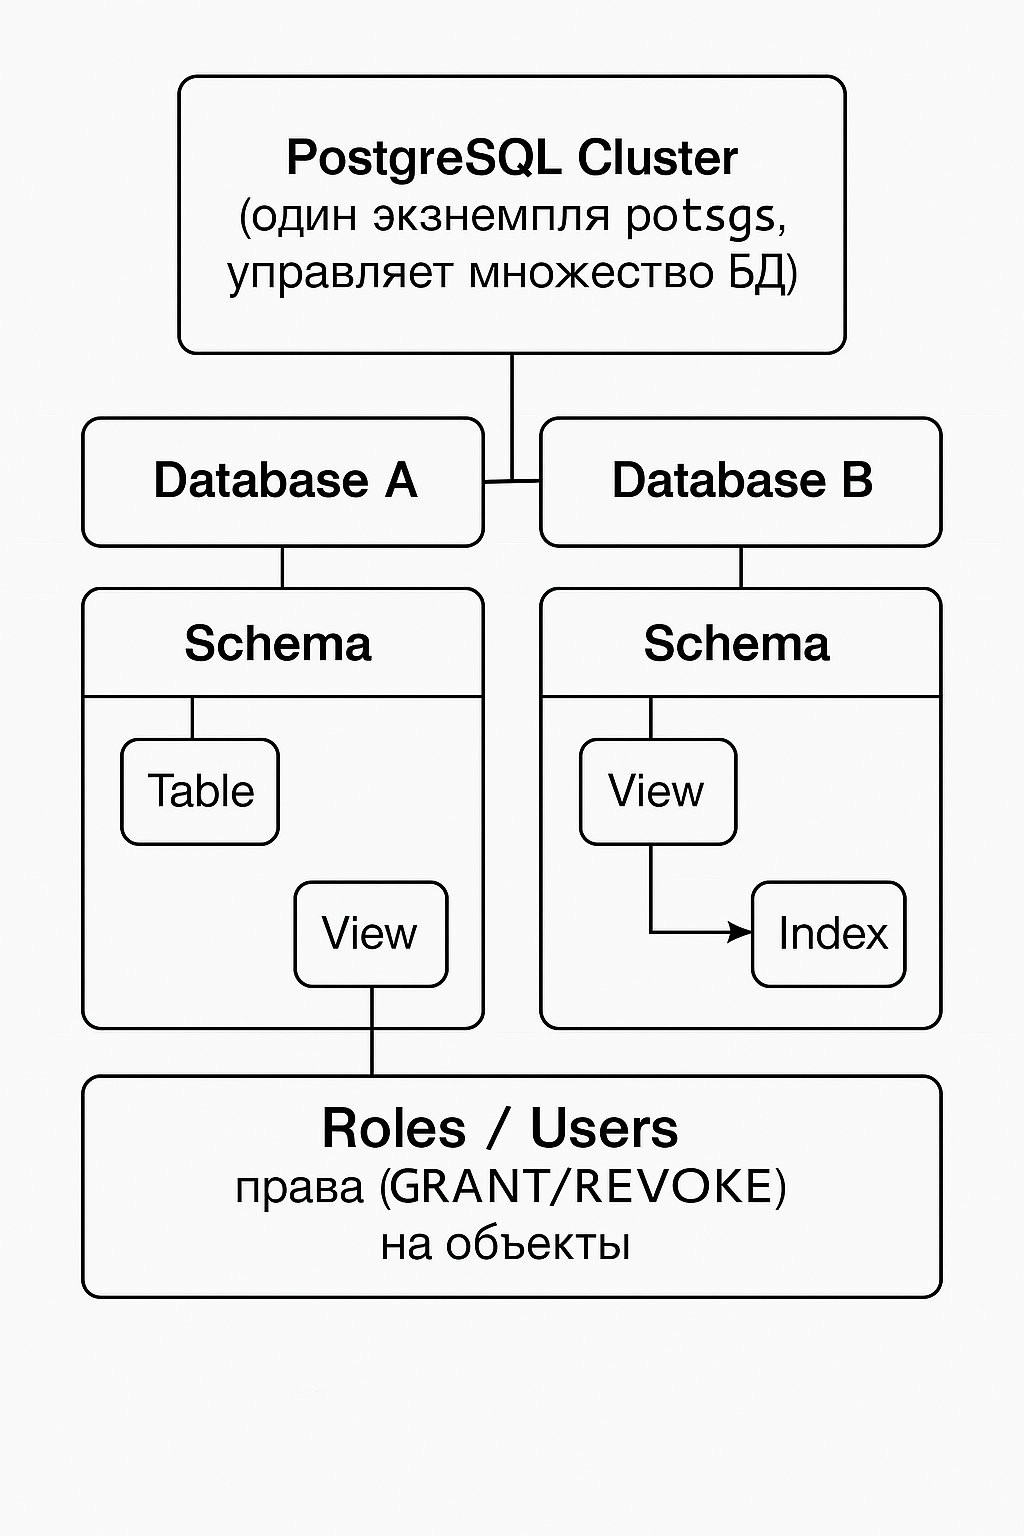 PostgreSQL Cluster
(один экзнемпля potsgs,
управляет множество БД)
Database A
Database B
Schema
Schema
Table
View
View
Index
Roles / Users
права (GRANT/REVOKE)
на объекты